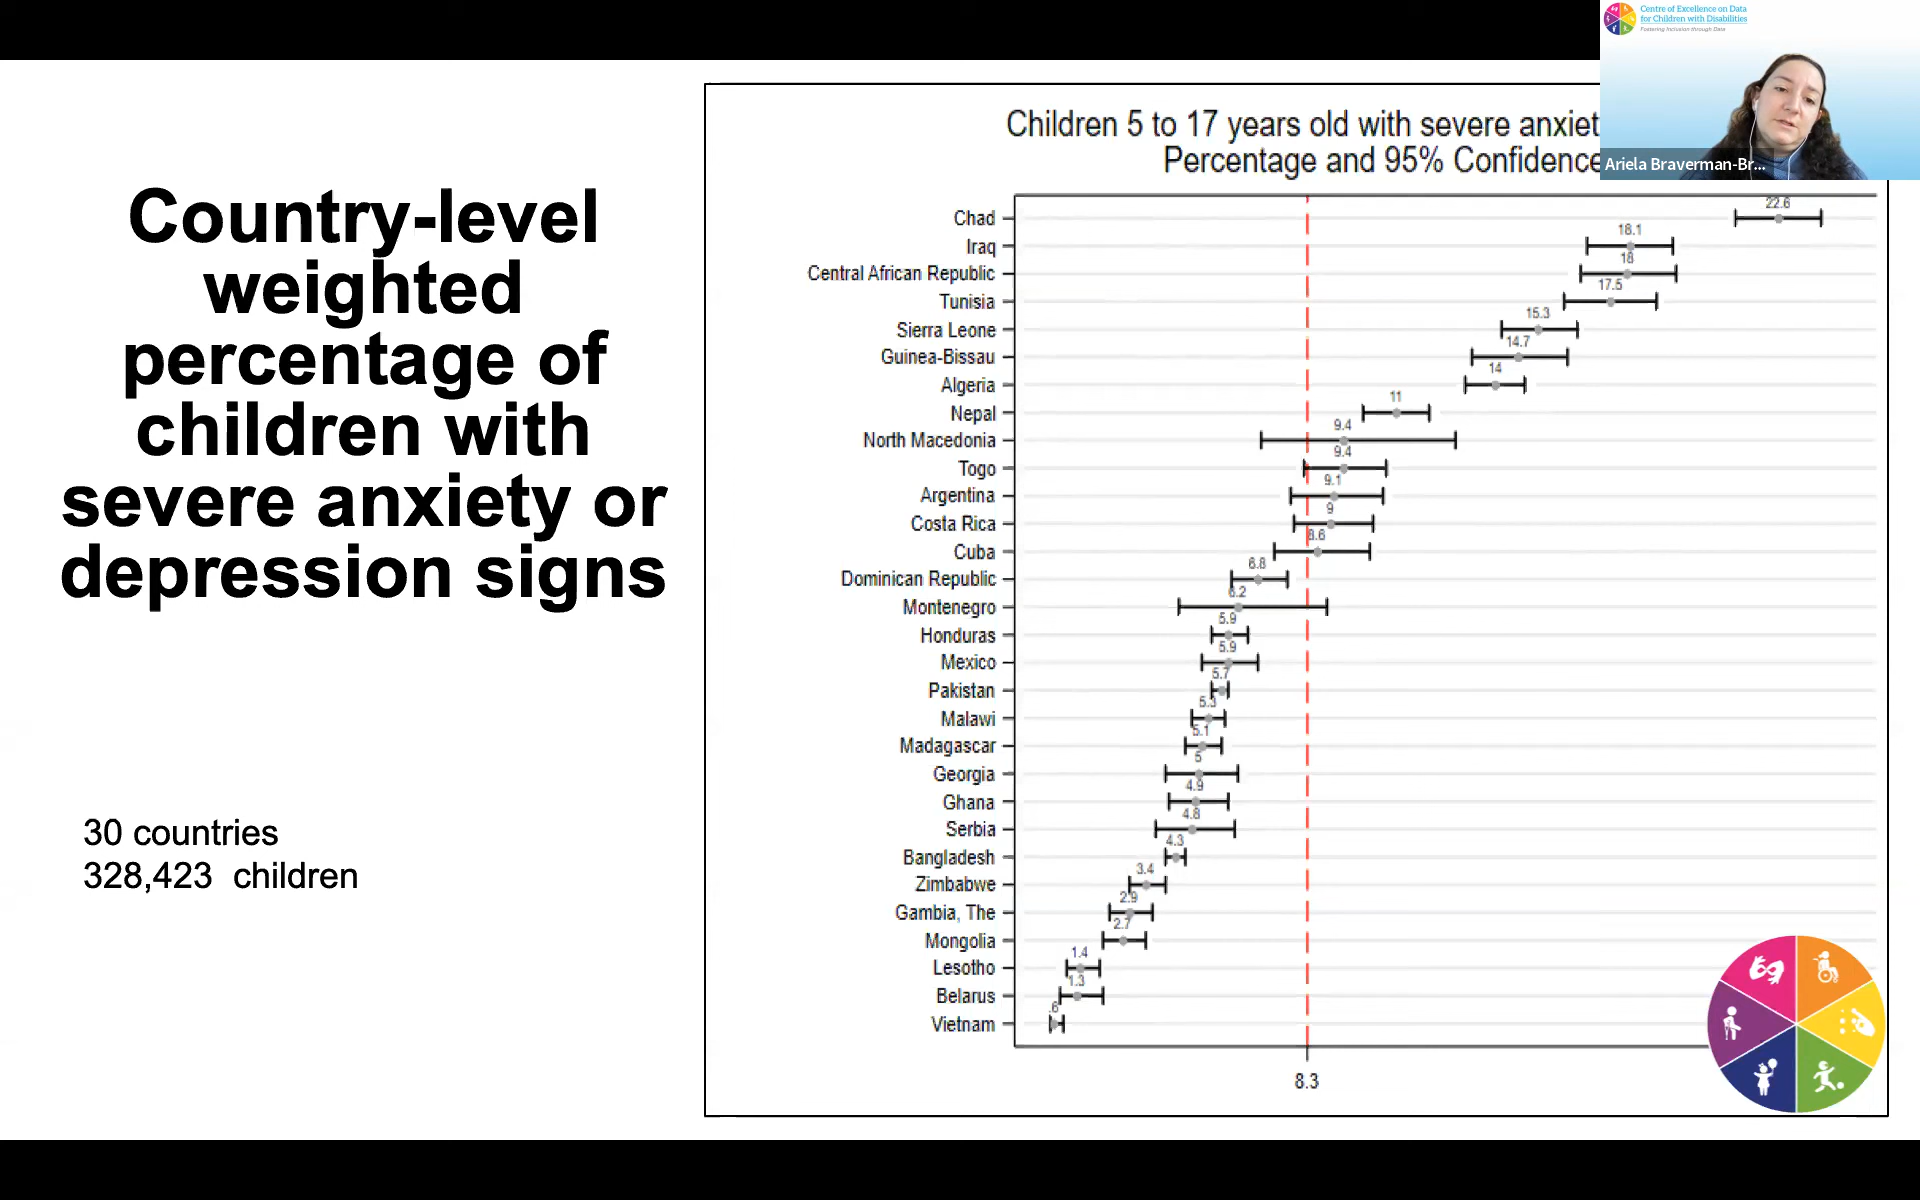 Centre of Excellence on Data
for Children with Disabilities
Fostering Inclusion through Data
Ariela Braverman-Br...
Country-level
weighted
percentage of
children with
severe anxiety or
depression signs
30 countries
328,423 children
Children 5 to 17 years old with severe anxiet
Percentage and 95% Confidence
Chad 22.6
Iraq 18.1
Central African Republic 18
Tunisia 17.5
Sierra Leone 15.3
Guinea-Bissau 14.7
Algeria 14
Nepal 11
North Macedonia 9.4
Togo 9.4
Argentina 9.1
Costa Rica 9
Cuba 8.6
Dominican Republic 6.8
Montenegro 6.2
Honduras 5.9
Mexico 5.9
Pakistan 5.7
Malawi 5.3
Madagascar 5.1
Georgia 5
Ghana 4.9
Serbia 4.8
Bangladesh 4.3
Zimbabwe 3.4
Gambia, The 2.9
Mongolia 2.7
Lesotho 1.4
Belarus 1.3
Vietnam .6
8.3